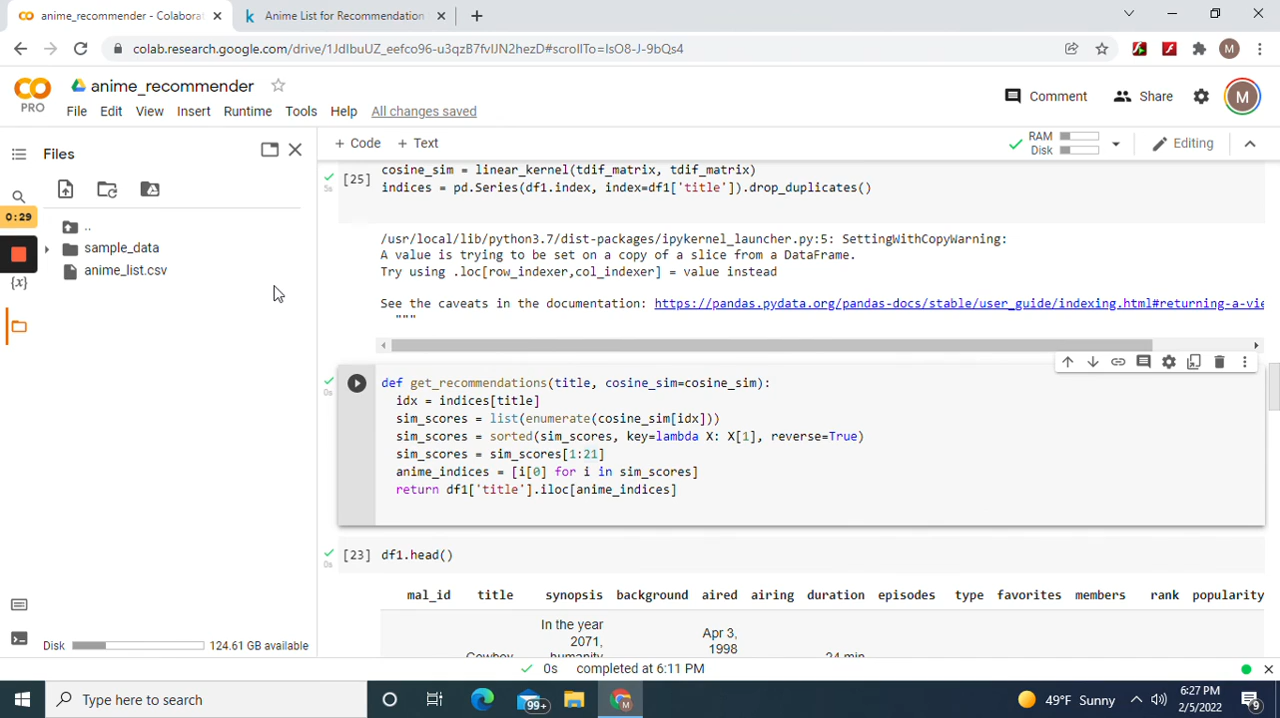 anime_recommender - Colaborat
Anime List for Recommendation
colab.research.google.com/drive/1JdIbuUZ_eefco96-u3qzB7fvIJN2hezD#scrollTo=IsO8-J-9bQs4
M
PRO
anime_recommender
File Edit View Insert Runtime Tools Help All changes saved
Comment Share M
Files
+ Code + Text
RAM
Disk
Editing
..
sample_data
anime_list.csv
0:29
{x}
[25]
5s
cosine_sim = linear_kernel(tdif_matrix, tdif_matrix)
indices = pd.Series(df1.index, index=df1['title']).drop_duplicates()
/usr/local/lib/python3.7/dist-packages/ipykernel_launcher.py:5: SettingWithCopyWarning:
A value is trying to be set on a copy of a slice from a DataFrame.
Try using .loc[row_indexer,col_indexer] = value instead
See the caveats in the documentation: https://pandas.pydata.org/pandas-docs/stable/user_guide/indexing.html#returning-a-vie
"""
0s
def get_recommendations(title, cosine_sim=cosine_sim):
idx = indices[title]
sim_scores = list(enumerate(cosine_sim[idx]))
sim_scores = sorted(sim_scores, key=lambda X: X[1], reverse=True)
sim_scores = sim_scores[1:21]
anime_indices = [i[0] for i in sim_scores]
return df1['title'].iloc[anime_indices]
[23] df1.head()
0s
mal_id title synopsis background aired airing duration episodes type favorites members rank popularity
In the year
2071,
humanity
Apr 3,
1998
Cowboy
24 min
Disk 124.61 GB available
0s completed at 6:11 PM
Type here to search
99+
49°F Sunny
6:27 PM
2/5/2022
9